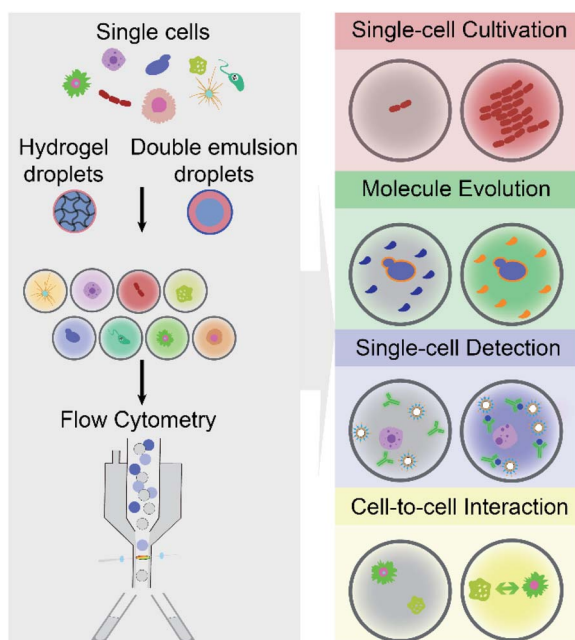 Single cells
Hydrogel
droplets
Double emulsion
droplets
Flow Cytometry
Single-cell Cultivation
Molecule Evolution
Single-cell Detection
Cell-to-cell Interaction